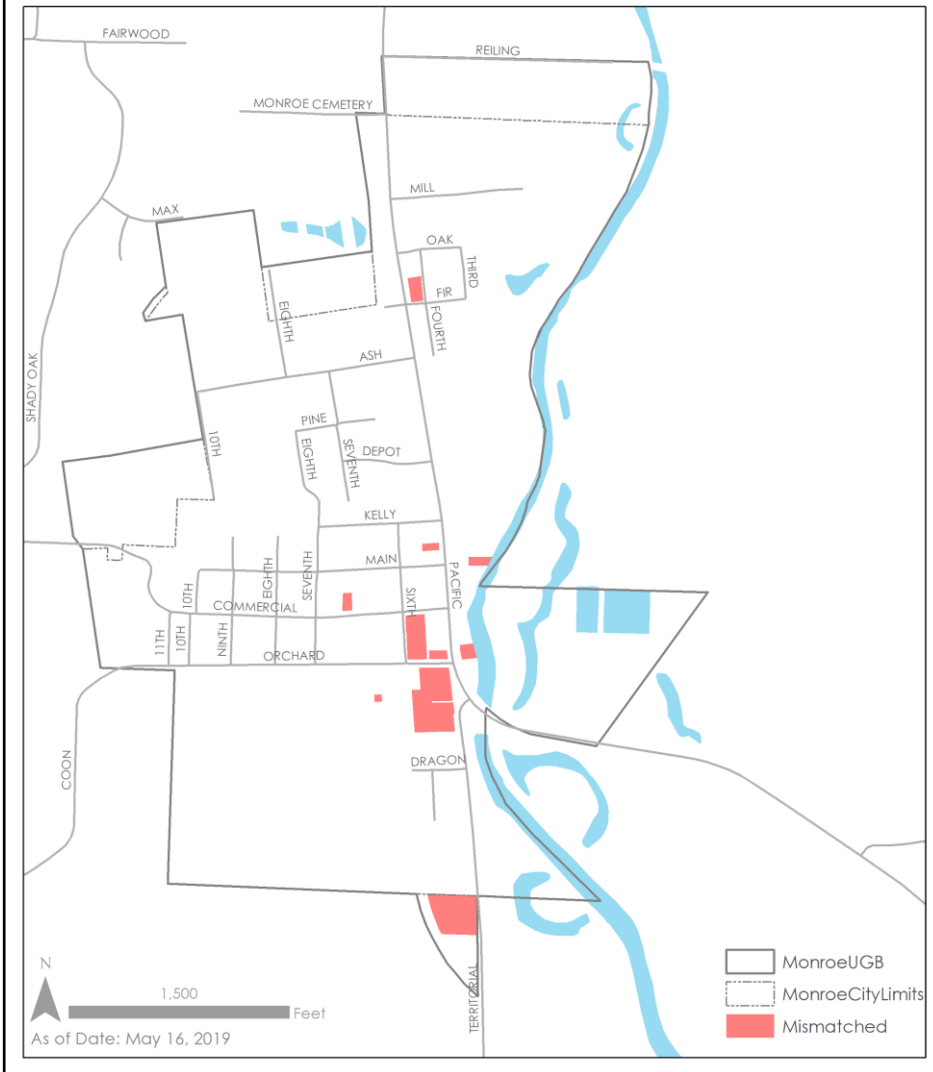 FAIRWOOD
REILING
MONROE CEMETERY
MILL
MAX
OAK
THIRD
FIR
EIGHTH
FOURTH
ASH
SHADY OAK
10TH
PINE
EIGHTH
SEVENTH
DEPOT
KELLY
MAIN
PACIFIC
EIGHTH
SEVENTH
10TH
SIXTH
COMMERCIAL
11TH
10TH
NINTH
ORCHARD
COON
DRAGON
TERRITORIAL
N
1,500
Feet
As of Date: May 16, 2019
MonroeUGB
MonroeCityLimits
Mismatched